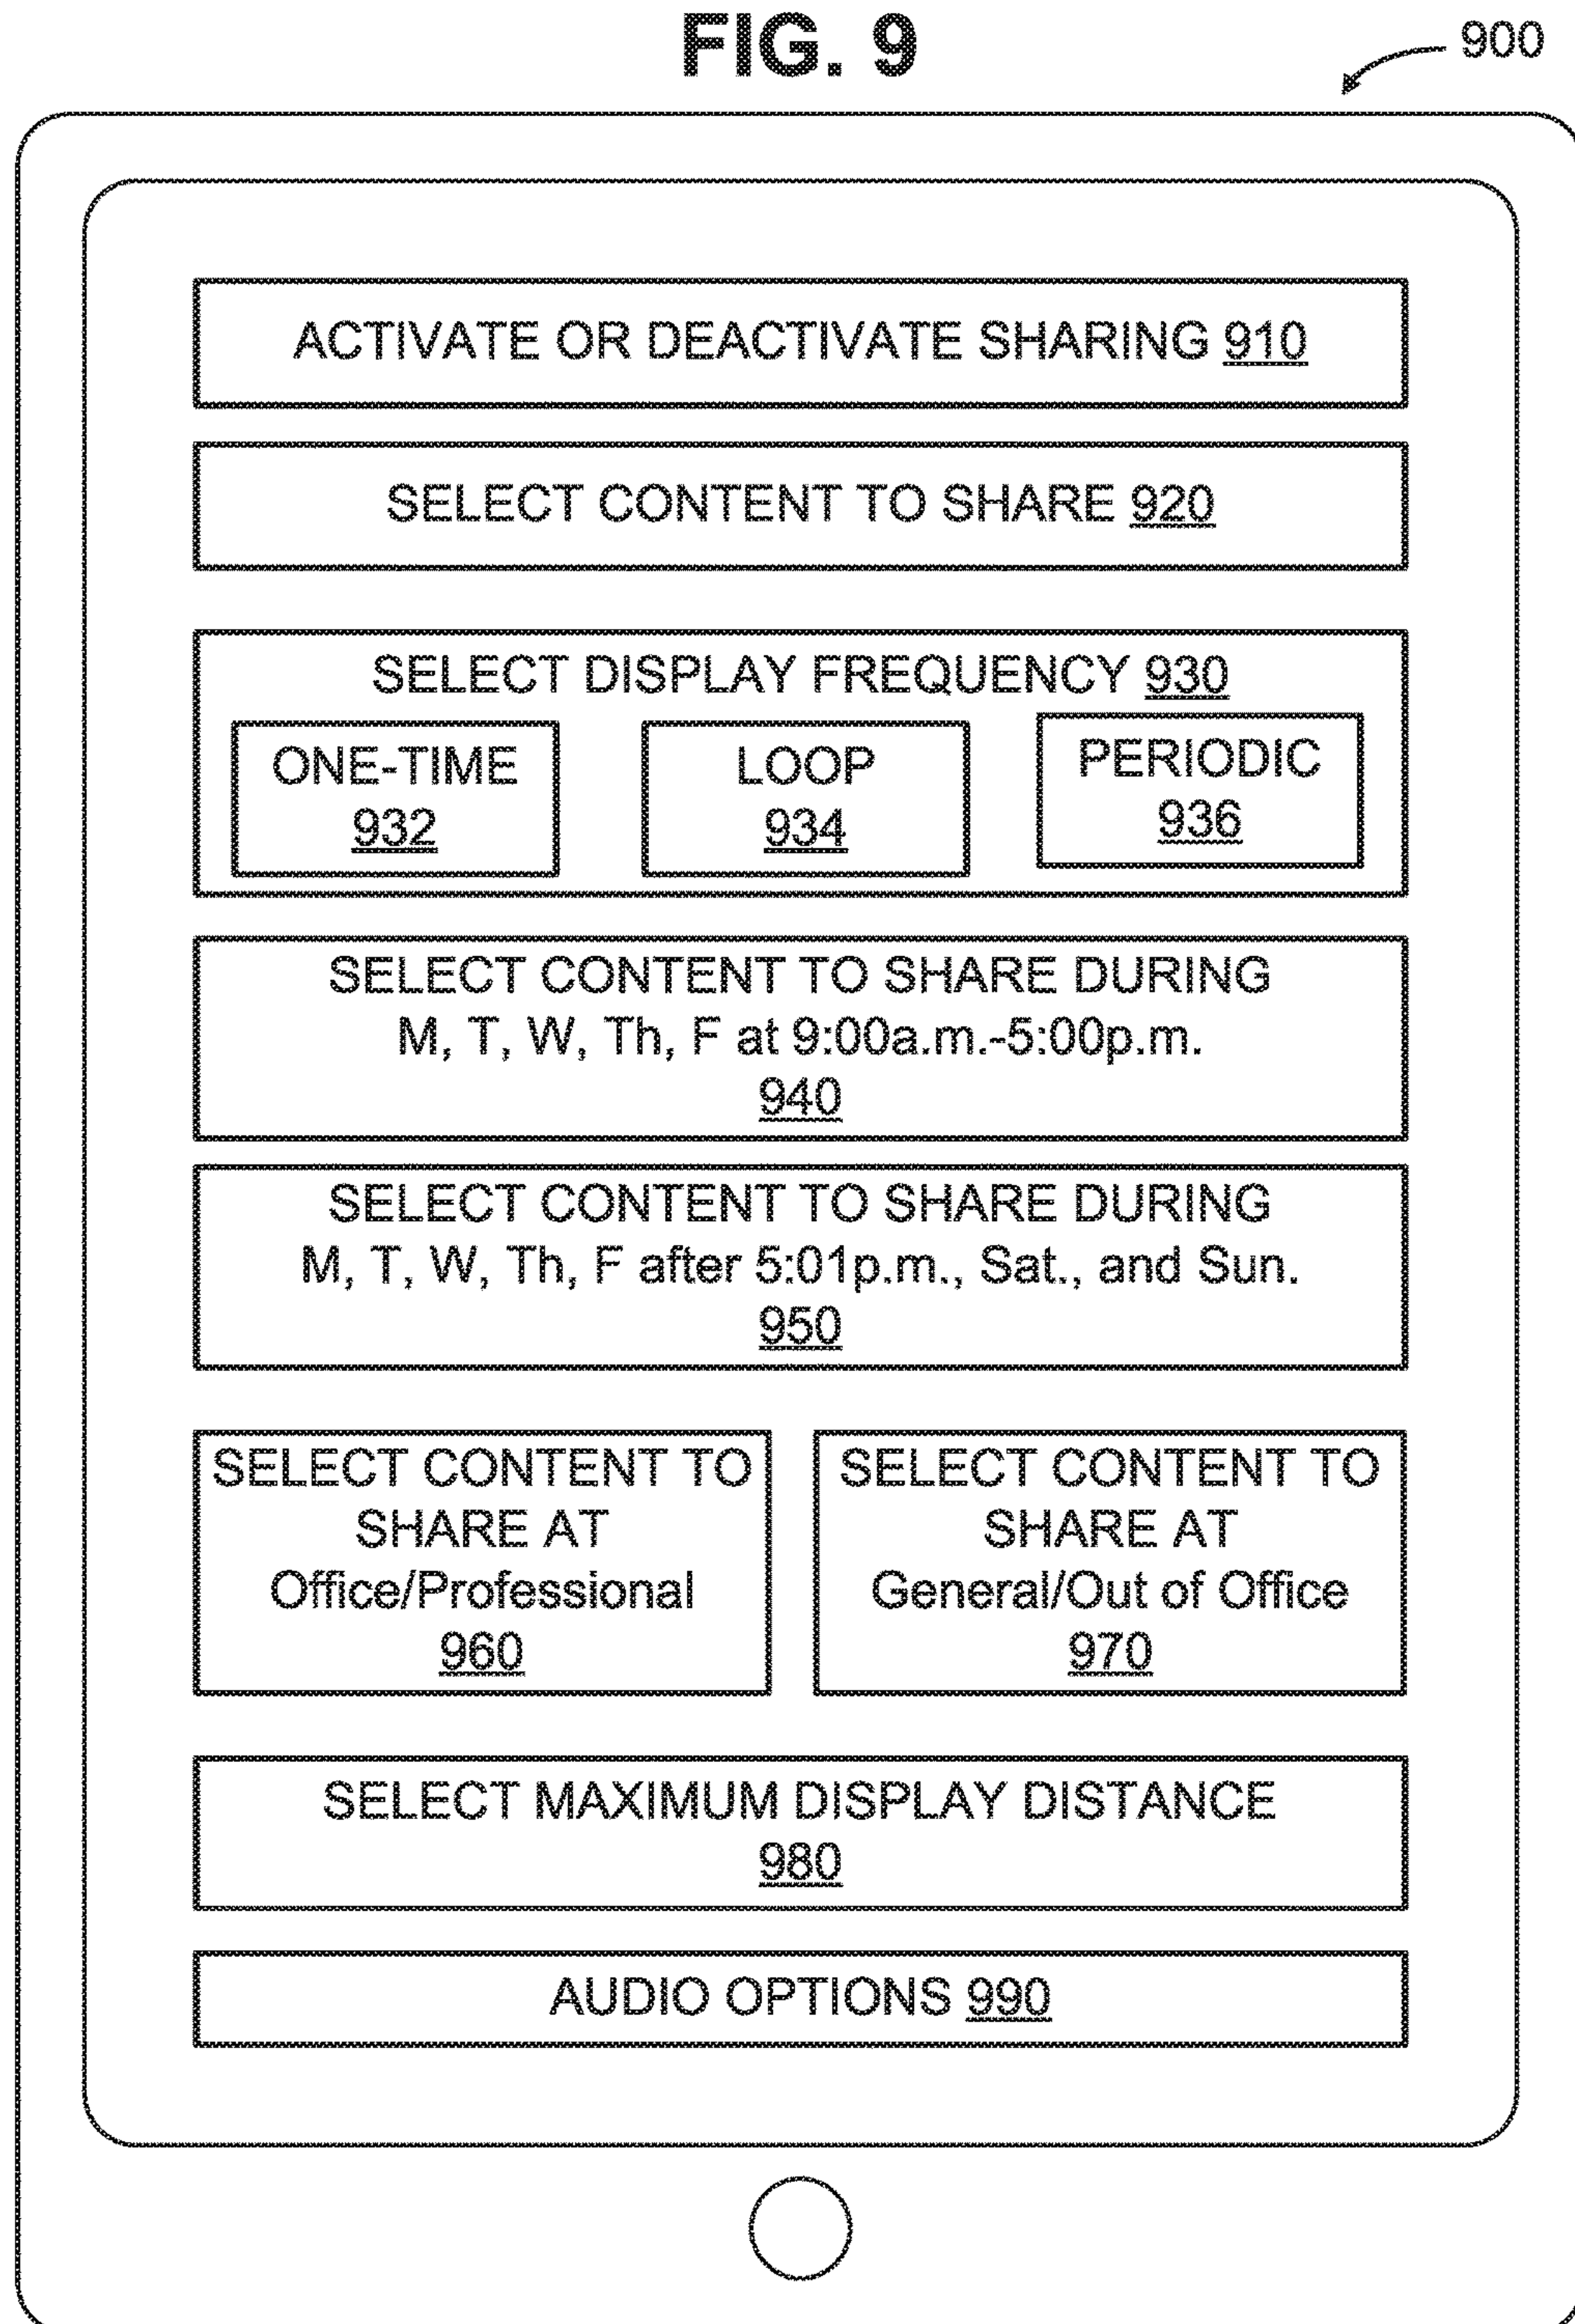 FIG. 9
900
ACTIVATE OR DEACTIVATE SHARING 910
SELECT CONTENT TO SHARE 920
SELECT DISPLAY FREQUENCY 930
ONE-TIME
932
LOOP
934
PERIODIC
936
SELECT CONTENT TO SHARE DURING
M, T, W, Th, F at 9:00a.m.-5:00p.m.
940
SELECT CONTENT TO SHARE DURING
M, T, W, Th, F after 5:01p.m., Sat., and Sun.
950
SELECT CONTENT TO
SHARE AT
Office/Professional
960
SELECT CONTENT TO
SHARE AT
General/Out of Office
970
SELECT MAXIMUM DISPLAY DISTANCE
980
AUDIO OPTIONS 990